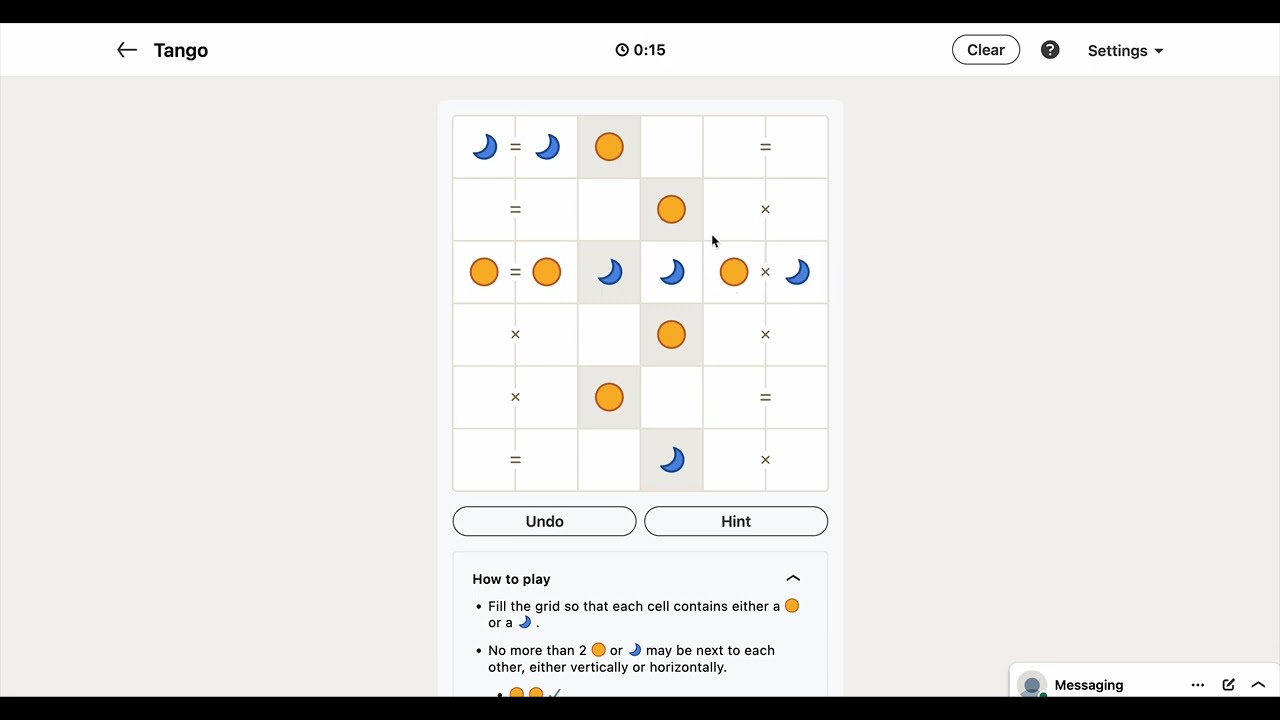 Tango
0:15
Clear
?
Settings
= =
= ×
= ×
× ×
× =
= ×
Undo
Hint
How to play
• Fill the grid so that each cell contains either a
or a .
• No more than 2 or may be next to each
other, either vertically or horizontally.
Messaging